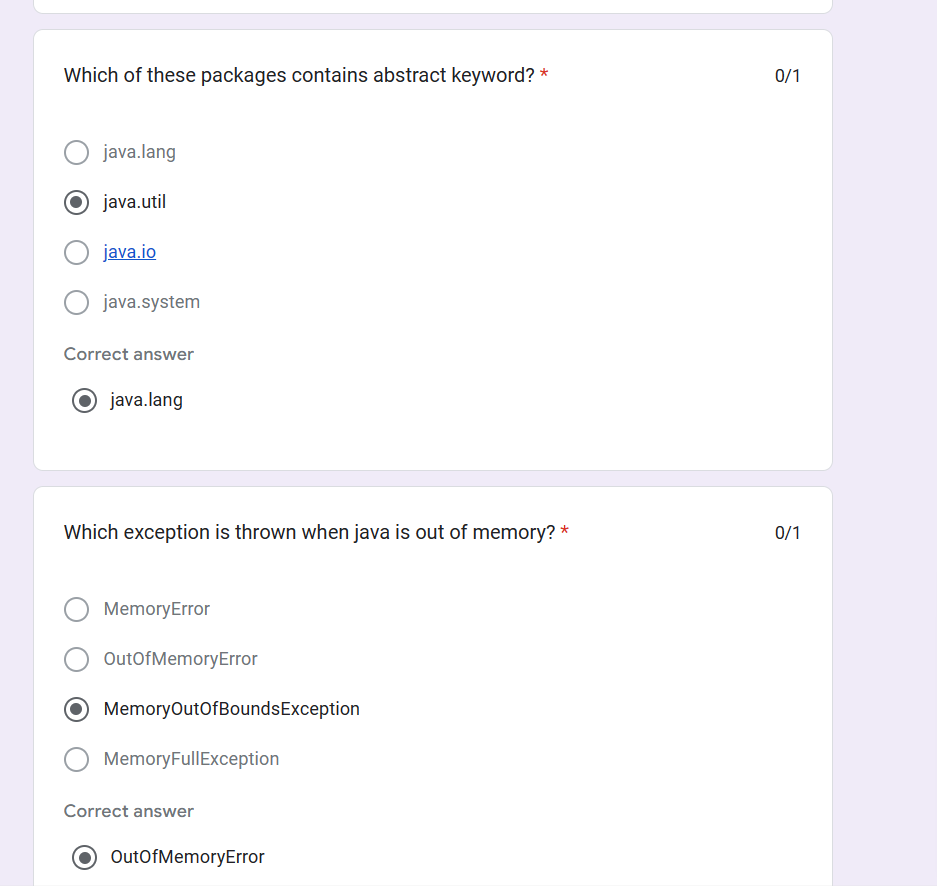 Which of these packages contains abstract keyword? *
0/1
java.lang
java.util
java.io
java.system
Correct answer
java.lang
Which exception is thrown when java is out of memory? *
0/1
MemoryError
OutOfMemoryError
MemoryOutOfBoundsException
MemoryFullException
Correct answer
OutOfMemoryError